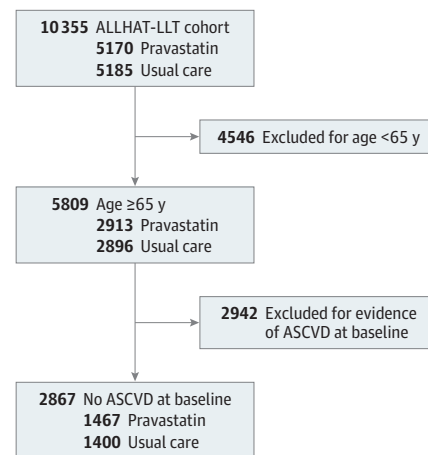 10 355 ALLHAT-LLT cohort
5170 Pravastatin
5185 Usual care
4546 Excluded for age <65 y
5809 Age ≥65 y
2913 Pravastatin
2896 Usual care
2942 Excluded for evidence
of ASCVD at baseline
2867 No ASCVD at baseline
1467 Pravastatin
1400 Usual care